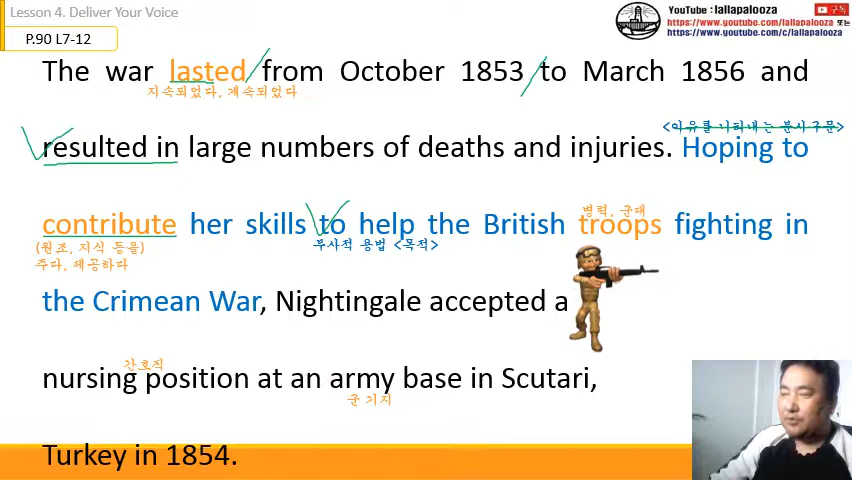 Lesson 4. Deliver Your Voice
P.90 L7-12
YouTube : lallapalooza 구독
https://www.youtube.com/lallapalooza 또는
https://www.youtube.com/c/lallapalooza
The war lasted from October 1853 to March 1856 and
지속되었다, 계속되었다
<이유를 나타내는 분사구문>
resulted in large numbers of deaths and injuries. Hoping to
병력, 군대
contribute her skills to help the British troops fighting in
(원조, 지식 등을) 부사적 용법 <목적>
주다, 제공하다
the Crimean War, Nightingale accepted a
간호직
nursing position at an army base in Scutari,
군 기지
Turkey in 1854.